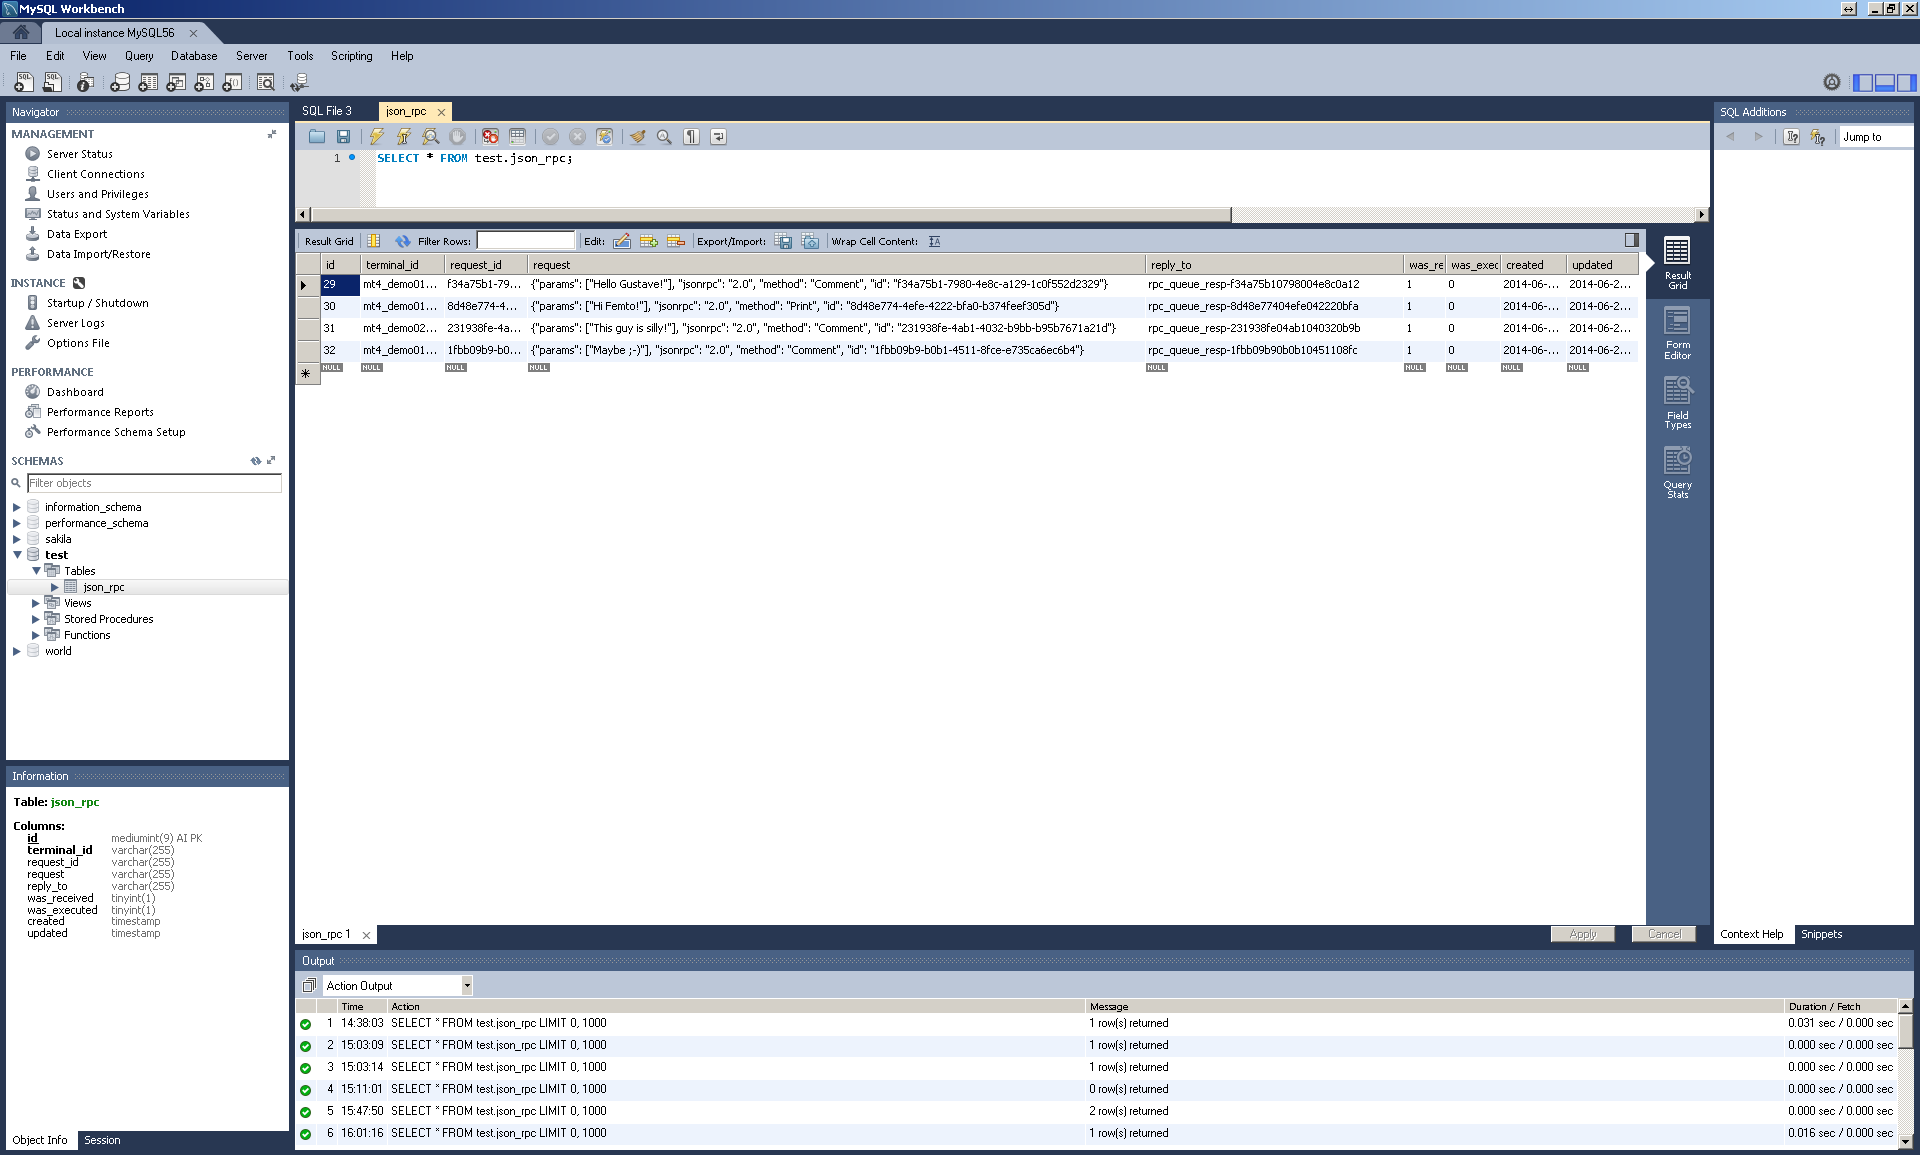 MySQL Workbench
Local instance MySQL56
File Edit View Query Database Server Tools Scripting Help
Navigator
MANAGEMENT
Server Status
Client Connections
Users and Privileges
Status and System Variables
Data Export
Data Import/Restore
INSTANCE
Startup / Shutdown
Server Logs
Options File
PERFORMANCE
Dashboard
Performance Reports
Performance Schema Setup
SCHEMAS
Filter objects
information_schema
performance_schema
sakila
test
Tables
json_rpc
Views
Stored Procedures
Functions
world
Information
Table: json_rpc
Columns:
id mediumint(9) AI PK
terminal_id varchar(255)
request_id varchar(255)
request varchar(255)
reply_to varchar(255)
was_received tinyint(1)
was_executed tinyint(1)
created timestamp
updated timestamp
Object Info Session
SQL File 3 json_rpc
1 SELECT * FROM test.json_rpc;
Result Grid Filter Rows: Edit: Export/Import: Wrap Cell Content:
id terminal_id request_id request reply_to was_re was_exec created updated
29 mt4_demo01... f34a75b1-79... {"params": ["Hello Gustave!"], "jsonrpc": "2.0", "method": "Comment", "id": "f34a75b1-7980-4e8c-a129-1c0f552d2329"} rpc_queue_resp-f34a75b10798004e8c0a12 1 0 2014-06-... 2014-06-2...
30 mt4_demo01... 8d48e774-4... {"params": ["Hi Femto!"], "jsonrpc": "2.0", "method": "Print", "id": "8d48e774-4efe-4222-bfa0-b374feef305d"} rpc_queue_resp-8d48e77404efe042220bfa 1 0 2014-06-... 2014-06-2...
31 mt4_demo02... 231938fe-4a... {"params": ["This guy is silly!"], "jsonrpc": "2.0", "method": "Comment", "id": "231938fe-4ab1-4032-b9bb-b95b7671a21d"} rpc_queue_resp-231938fe04ab1040320b9b 1 0 2014-06-... 2014-06-2...
32 mt4_demo01... 1fbb09b9-b0... {"params": ["Maybe ;-)"], "jsonrpc": "2.0", "method": "Comment", "id": "1fbb09b9-b0b1-4511-8fce-e735ca6ec6b4"} rpc_queue_resp-1fbb09b90b0b10451108fc 1 0 2014-06-... 2014-06-2...
NULL NULL NULL NULL NULL NULL NULL NULL NULL
Result Grid
Form Editor
Field Types
Query Stats
json_rpc 1
Apply Cancel
SQL Additions
Jump to
Context Help Snippets
Output
Action Output
Time Action Message Duration / Fetch
1 14:38:03 SELECT * FROM test.json_rpc LIMIT 0, 1000 1 row(s) returned 0.031 sec / 0.000 sec
2 15:03:09 SELECT * FROM test.json_rpc LIMIT 0, 1000 1 row(s) returned 0.000 sec / 0.000 sec
3 15:03:14 SELECT * FROM test.json_rpc LIMIT 0, 1000 1 row(s) returned 0.000 sec / 0.000 sec
4 15:11:01 SELECT * FROM test.json_rpc LIMIT 0, 1000 0 row(s) returned 0.000 sec / 0.000 sec
5 15:47:50 SELECT * FROM test.json_rpc LIMIT 0, 1000 2 row(s) returned 0.000 sec / 0.000 sec
6 16:01:16 SELECT * FROM test.json_rpc LIMIT 0, 1000 1 row(s) returned 0.016 sec / 0.000 sec